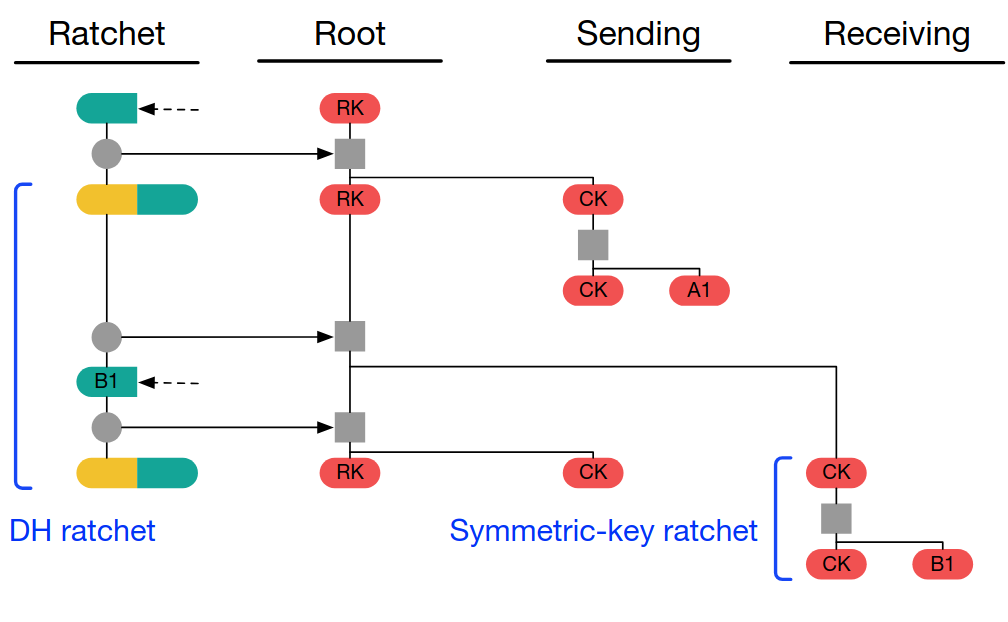 Ratchet Root Sending Receiving
RK
RK CK
CK A1
B1
RK CK CK
DH ratchet Symmetric-key ratchet
CK B1